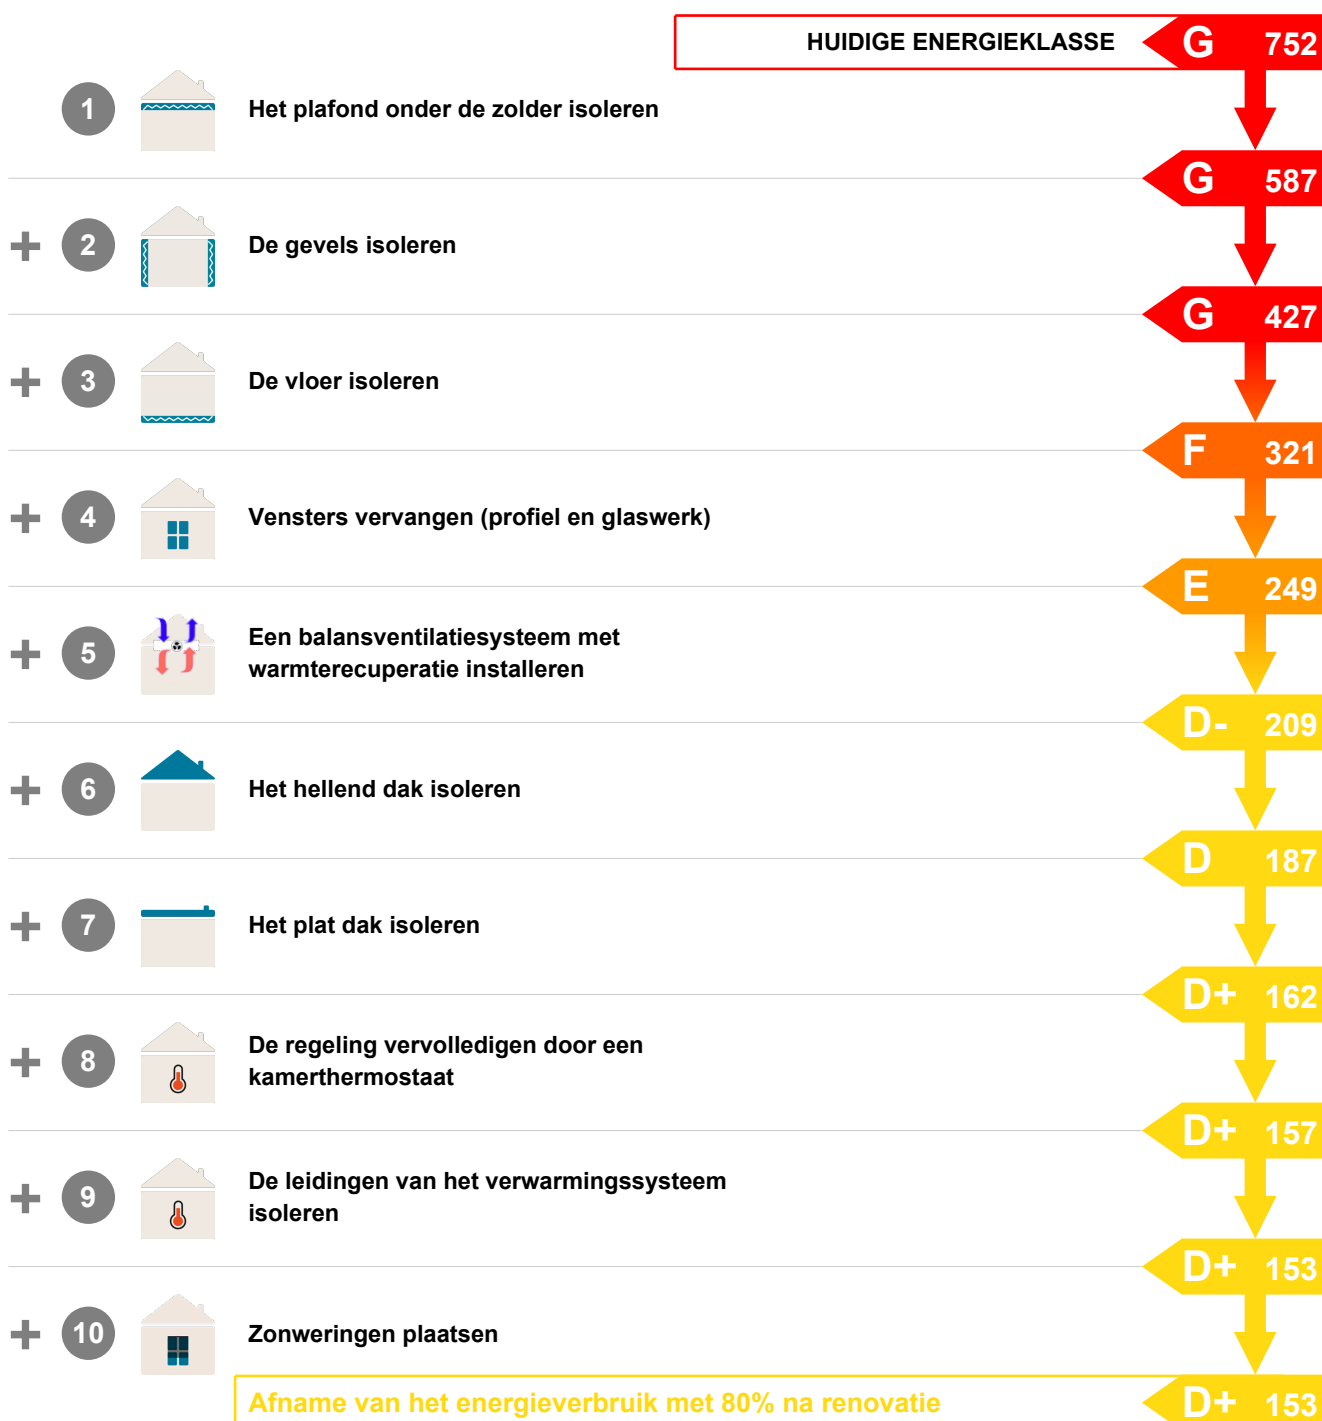 HUIDIGE ENERGIEKLASSE G 752
1 Het plafond onder de zolder isoleren
G 587
+ 2 De gevels isoleren
G 427
+ 3 De vloer isoleren
F 321
+ 4 Vensters vervangen (profiel en glaswerk)
E 249
+ 5 Een balansventilatiesysteem met
warmterecuperatie installeren
D- 209
+ 6 Het hellend dak isoleren
D 187
+ 7 Het plat dak isoleren
D+ 162
+ 8 De regeling vervolledigen door een
kamerthermostaat
D+ 157
+ 9 De leidingen van het verwarmingssysteem
isoleren
D+ 153
+ 10 Zonweringen plaatsen
Afname van het energieverbruik met 80% na renovatie D+ 153